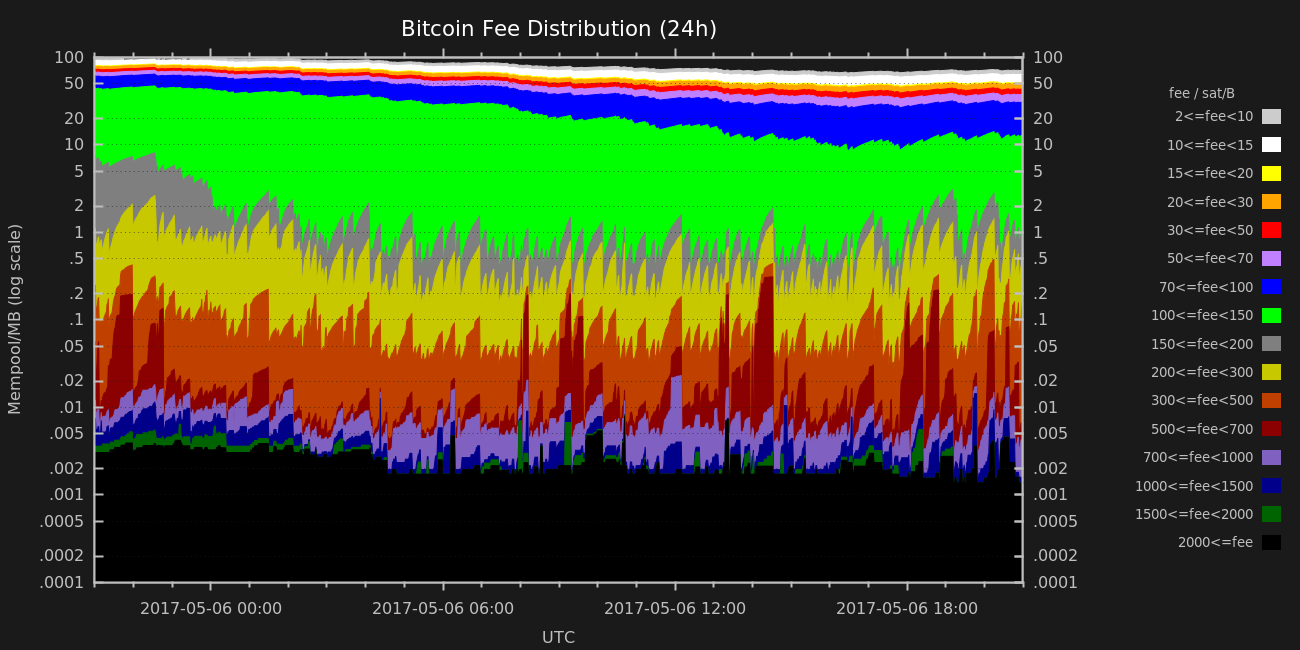 Bitcoin Fee Distribution (24h)
100
50
20
10
5
2
1
.5
.2
.1
.05
.02
.01
.005
.002
.001
.0005
.0002
.0001
Mempool/MB (log scale)
100
50
20
10
5
2
1
.5
.2
.1
.05
.02
.01
.005
.002
.001
.0005
.0002
.0001
fee / sat/B
2<=fee<10
10<=fee<15
15<=fee<20
20<=fee<30
30<=fee<50
50<=fee<70
70<=fee<100
100<=fee<150
150<=fee<200
200<=fee<300
300<=fee<500
500<=fee<700
700<=fee<1000
1000<=fee<1500
1500<=fee<2000
2000<=fee
2017-05-06 00:00
2017-05-06 06:00
2017-05-06 12:00
2017-05-06 18:00
UTC